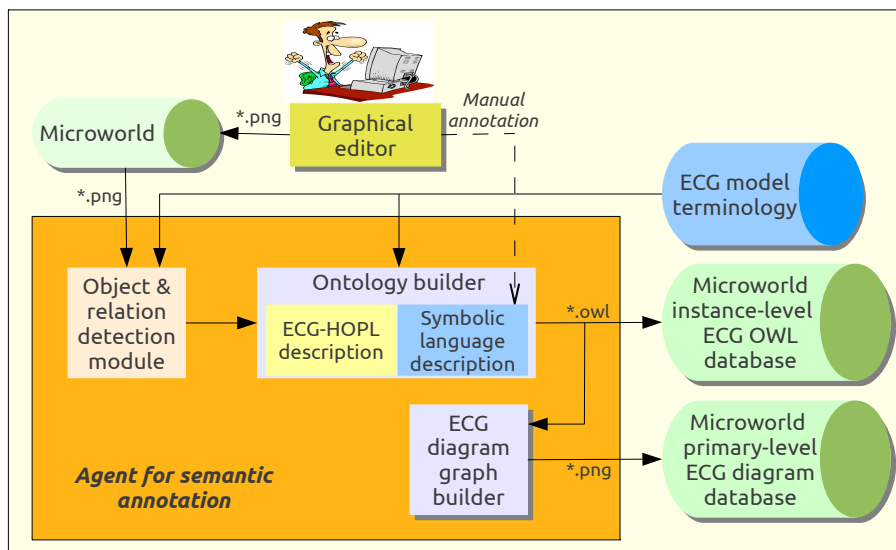 Manual
annotation
*.png
Graphical
editor
Microworld
*.png
ECG model
terminology
Object &
relation
detection
module
Ontology builder
ECG-HOPL
description
Symbolic
language
description
*.owl
Microworld
instance-level
ECG OWL
database
ECG
diagram
graph
builder
*.png
Microworld
primary-level
ECG diagram
database
Agent for semantic
annotation